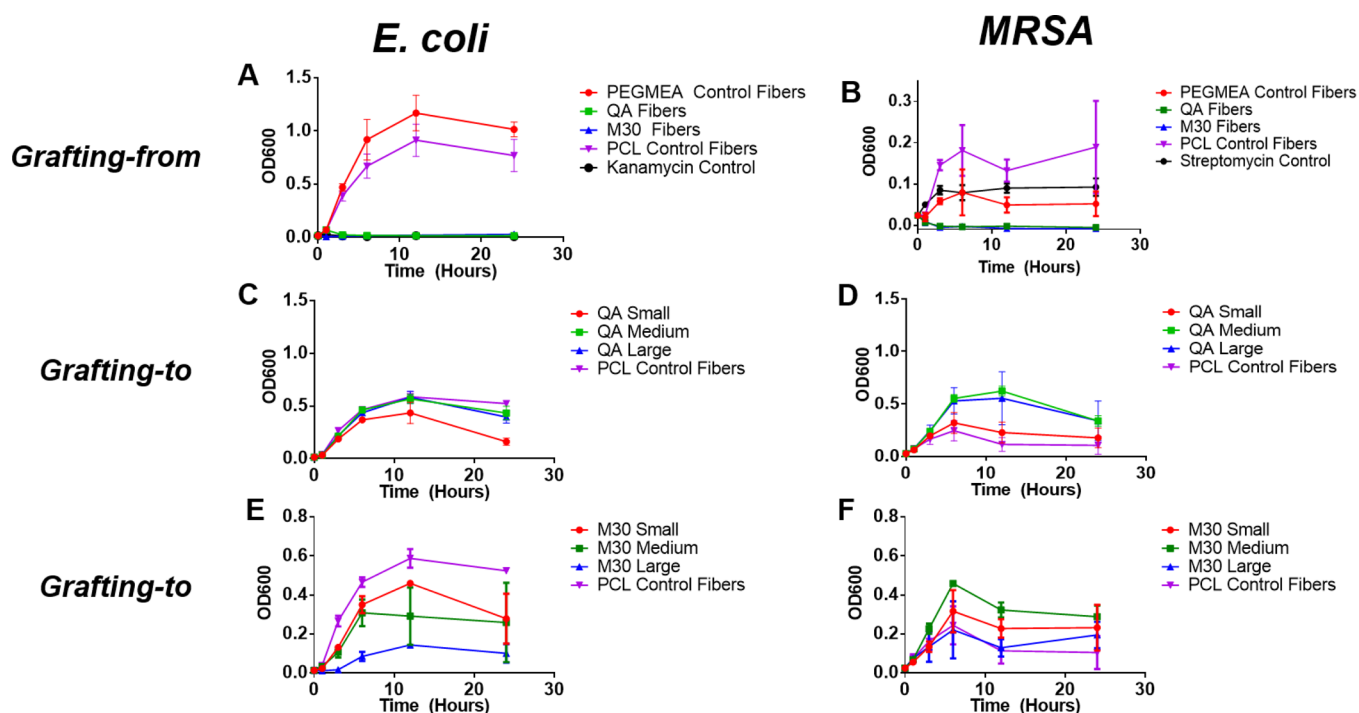 E. coli
MRSA
Grafting-from
A
1.5
1.0
0.5
0.0
OD600
0
10
20
30
Time (Hours)
PEGMEA Control Fibers
QA Fibers
M30 Fibers
PCL Control Fibers
Kanamycin Control
B
0.3
0.2
0.1
0.0
OD600
0
10
20
30
Time (Hours)
PEGMEA Control Fibers
QA Fibers
M30 Fibers
PCL Control Fibers
Streptomycin Control
Grafting-to
C
1.5
1.0
0.5
0.0
OD600
0
10
20
30
Time (Hours)
QA Small
QA Medium
QA Large
PCL Control Fibers
D
1.5
1.0
0.5
0.0
OD600
0
10
20
30
Time (Hours)
QA Small
QA Medium
QA Large
PCL Control Fibers
Grafting-to
E
0.8
0.6
0.4
0.2
0.0
OD600
0
10
20
30
Time (Hours)
M30 Small
M30 Medium
M30 Large
PCL Control Fibers
F
0.8
0.6
0.4
0.2
0.0
OD600
0
10
20
30
Time (Hours)
M30 Small
M30 Medium
M30 Large
PCL Control Fibers